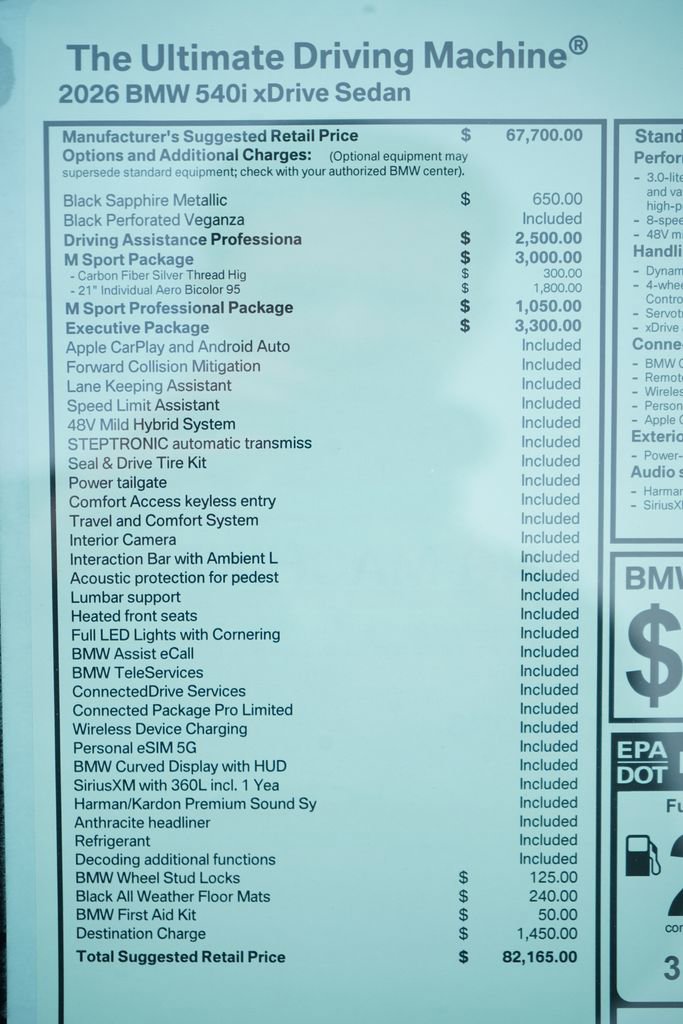 The Ultimate Driving Machine®
2026 BMW 540i xDrive Sedan
Manufacturer's Suggested Retail Price $ 67,700.00
Options and Additional Charges: (Optional equipment may
supersede standard equipment; check with your authorized BMW center).
Black Sapphire Metallic $ 650.00
Black Perforated Veganza Included
Driving Assistance Professiona $ 2,500.00
M Sport Package $ 3,000.00
- Carbon Fiber Silver Thread Hig $ 300.00
- 21" Individual Aero Bicolor 95 $ 1,800.00
M Sport Professional Package $ 1,050.00
Executive Package $ 3,300.00
Apple CarPlay and Android Auto Included
Forward Collision Mitigation Included
Lane Keeping Assistant Included
Speed Limit Assistant Included
48V Mild Hybrid System Included
STEPTRONIC automatic transmiss Included
Seal & Drive Tire Kit Included
Power tailgate Included
Comfort Access keyless entry Included
Travel and Comfort System Included
Interior Camera Included
Interaction Bar with Ambient L Included
Acoustic protection for pedest Included
Lumbar support Included
Heated front seats Included
Full LED Lights with Cornering Included
BMW Assist eCall Included
BMW TeleServices Included
ConnectedDrive Services Included
Connected Package Pro Limited Included
Wireless Device Charging Included
Personal eSIM 5G Included
BMW Curved Display with HUD Included
SiriusXM with 360L incl. 1 Yea Included
Harman/Kardon Premium Sound Sy Included
Anthracite headliner Included
Refrigerant Included
Decoding additional functions Included
BMW Wheel Stud Locks $ 125.00
Black All Weather Floor Mats $ 240.00
BMW First Aid Kit $ 50.00
Destination Charge $ 1,450.00
Total Suggested Retail Price $ 82,165.00
Stand
Perfor
- 3.0-lite
and va
high-p
- 8-spee
- 48V m
Handli
- Dynam
- 4-whee
Contro
- Servot
- xDrive
Conne
- BMW C
- Remot
- Wireles
- Person
- Apple C
Exterio
- Power-
Audio s
- Harmar
- SiriusX
BMW
$
EPA
DOT
Fu
2
con
3